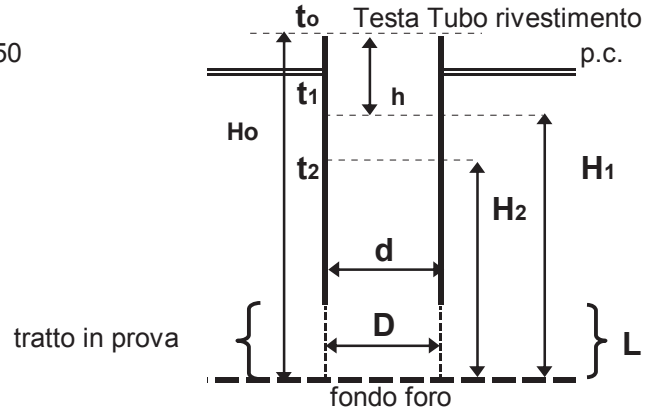 to Testa Tubo rivestimento
50
p.c.
t1 h
Ho
t2 H1
H2
d
D
tratto in prova L
fondo foro